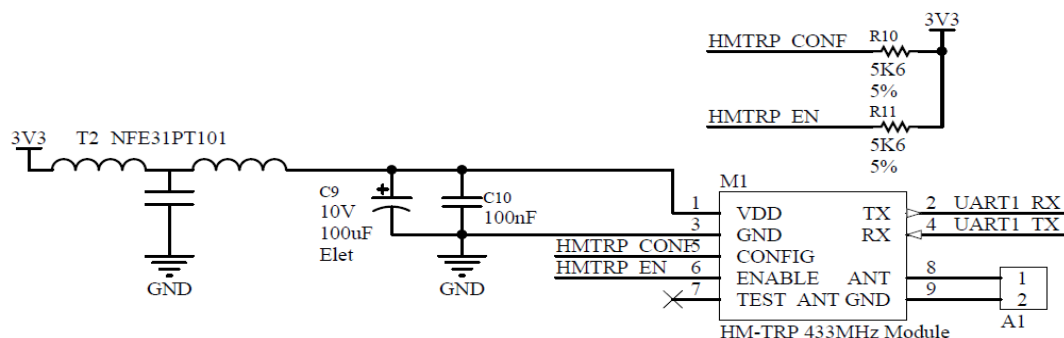 3V3
HMTRP_CONF
R10
5K6
5%
HMTRP_EN
R11
5K6
5%
3V3
T2 NFE31PT101
GND
C9
10V
100uF
Elet
C10
100nF
GND
M1
1 VDD TX 2 UART1_RX
3 GND RX 4 UART1_TX
HMTRP_CONF 5 CONFIG
HMTRP_EN 6 ENABLE ANT 8 1
7 TEST ANT GND 9 2
A1
HM-TRP 433MHz Module